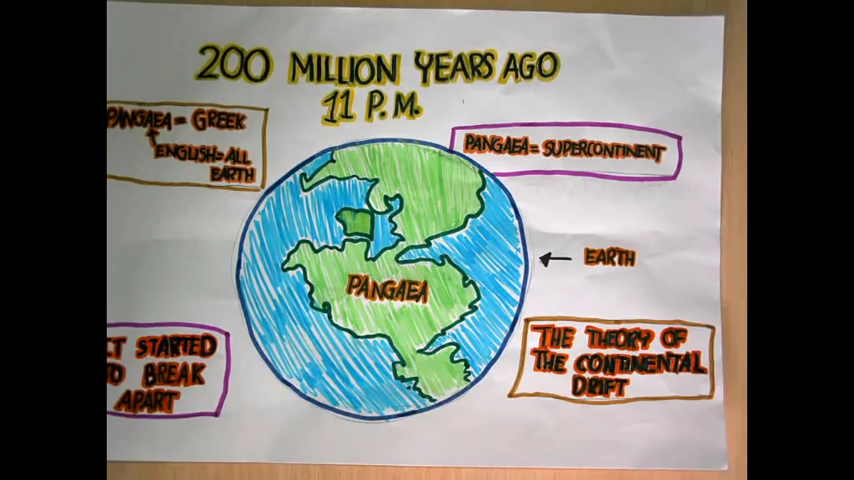 200 MILLION YEARS AGO
11 P.M.
PANGAEA = GREEK
ENGLISH = ALL
EARTH
PANGAEA = SUPERCONTINENT
EARTH
PANGAEA
STARTED
TO BREAK
APART
THE THEORY OF
THE CONTINENTAL
DRIFT